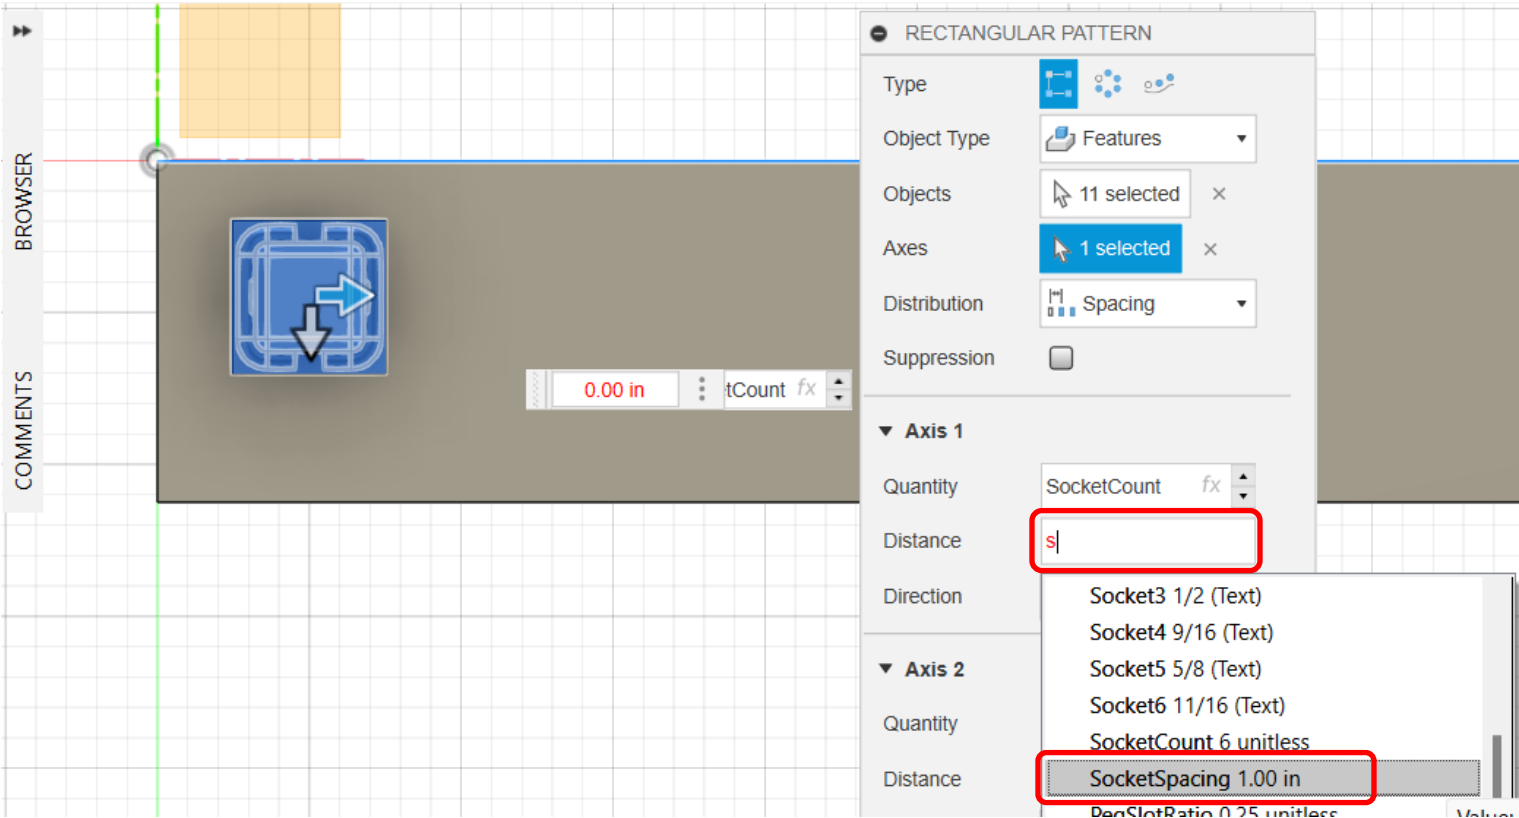 BROWSER
COMMENTS
0.00 in
tCount fx
RECTANGULAR PATTERN
Type
Object Type Features
Objects 11 selected
Axes 1 selected
Distribution Spacing
Suppression
Axis 1
Quantity SocketCount fx
Distance s
Direction
Socket3 1/2 (Text)
Socket4 9/16 (Text)
Socket5 5/8 (Text)
Socket6 11/16 (Text)
SocketCount 6 unitless
SocketSpacing 1.00 in
PegSlotRatio 0.25 unitless
Axis 2
Quantity
Distance
Value: